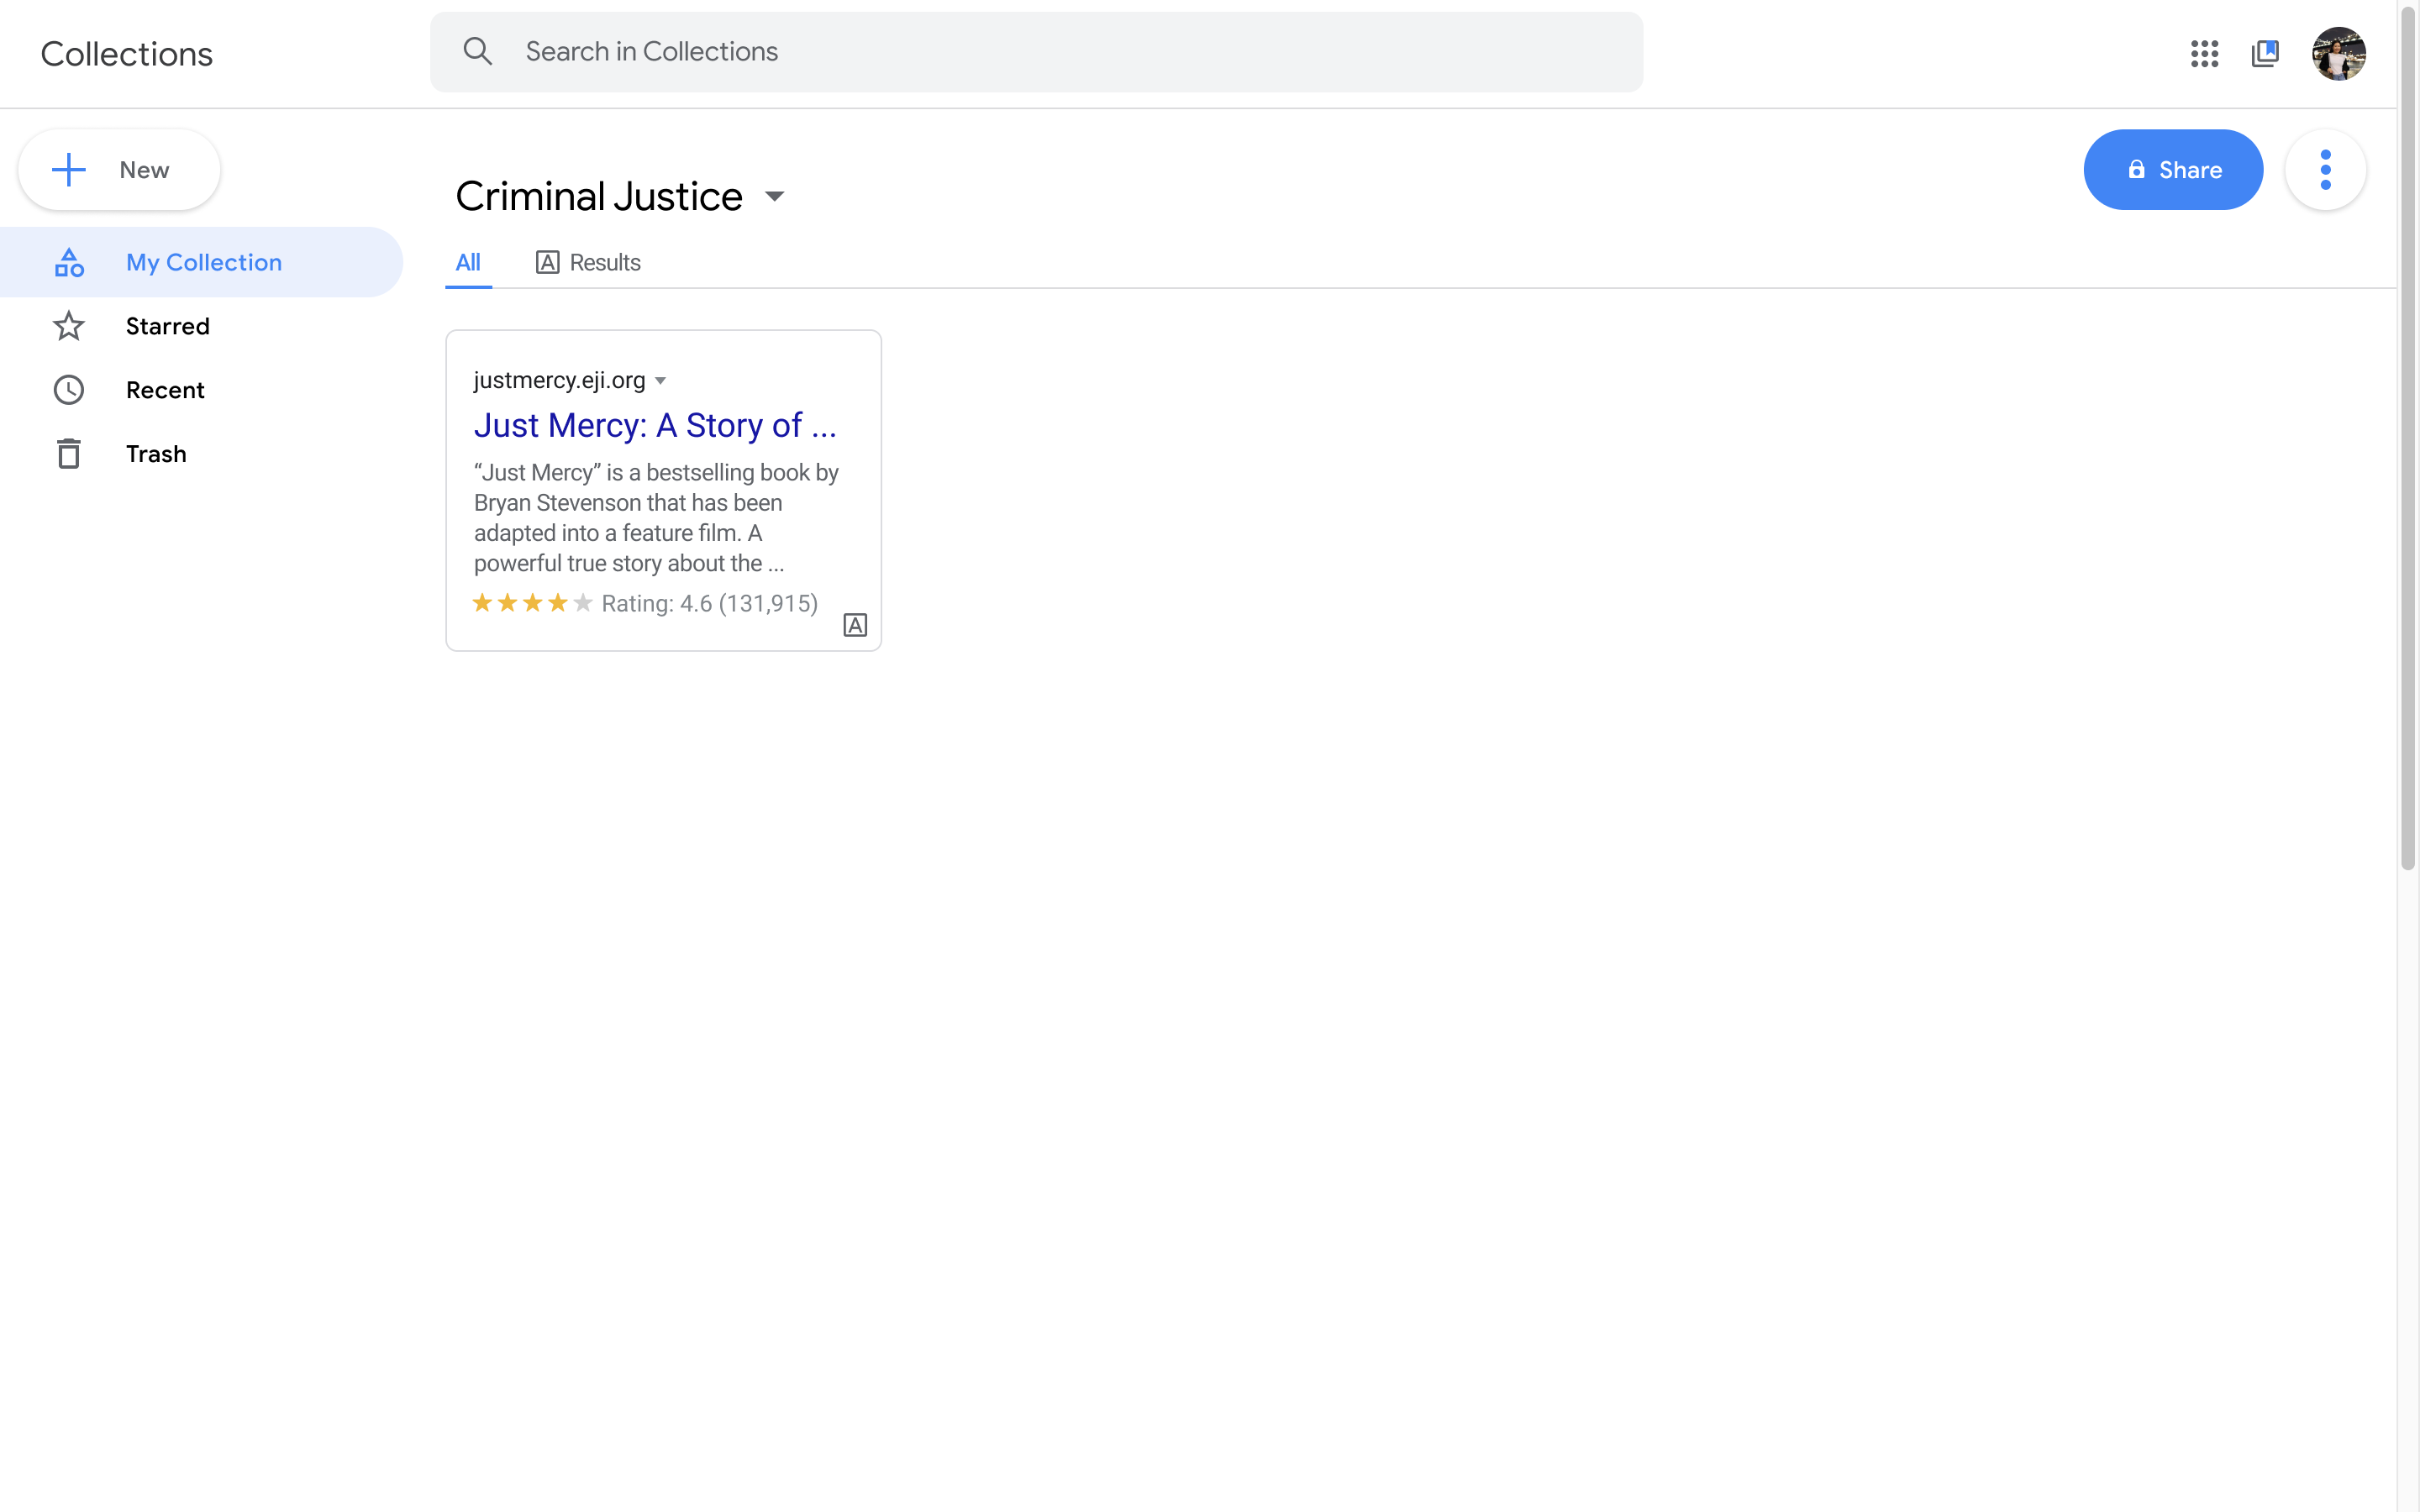 Collections
Search in Collections
New
Share
Criminal Justice
My Collection
All
A Results
Starred
Recent
Trash
justmercy.eji.org
Just Mercy: A Story of ...
“Just Mercy” is a bestselling book by
Bryan Stevenson that has been
adapted into a feature film. A
powerful true story about the ...
Rating: 4.6 (131,915)
A